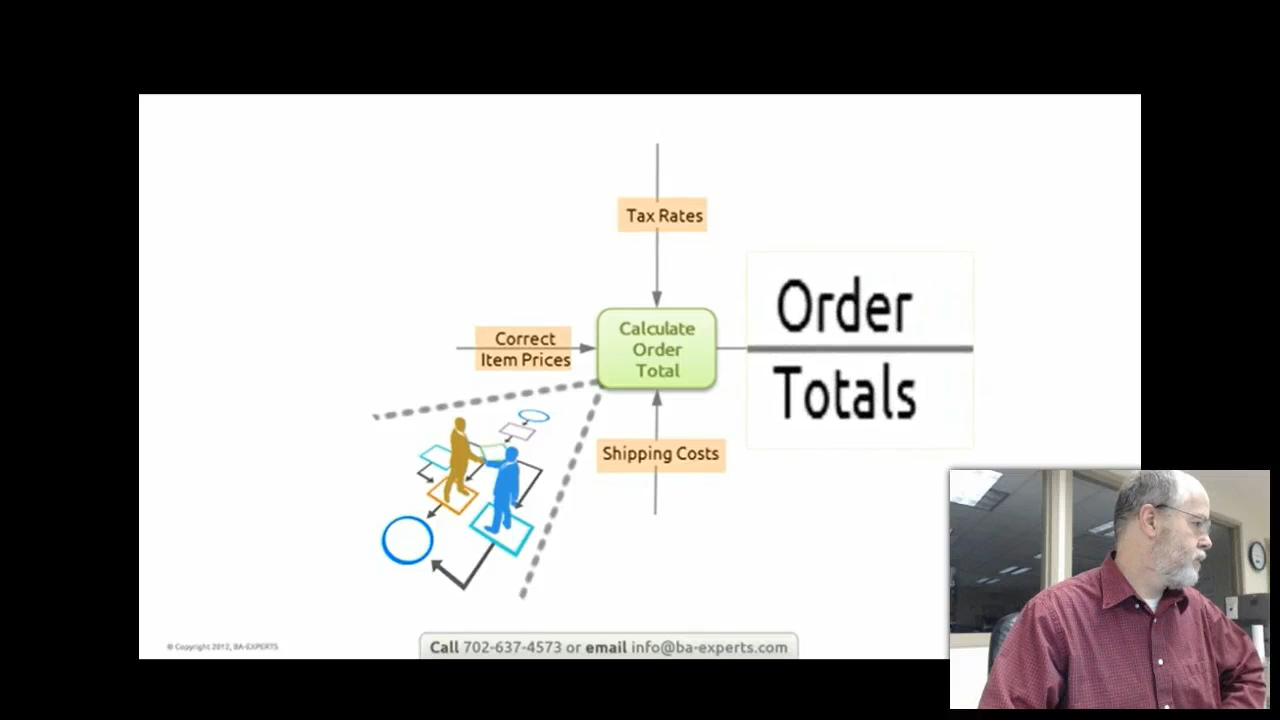 Tax Rates
Order
Totals
Correct
Item Prices
Calculate
Order
Total
Shipping Costs
© Copyright 2012, BA-EXPERTS
Call 702-637-4573 or email info@ba-experts.com